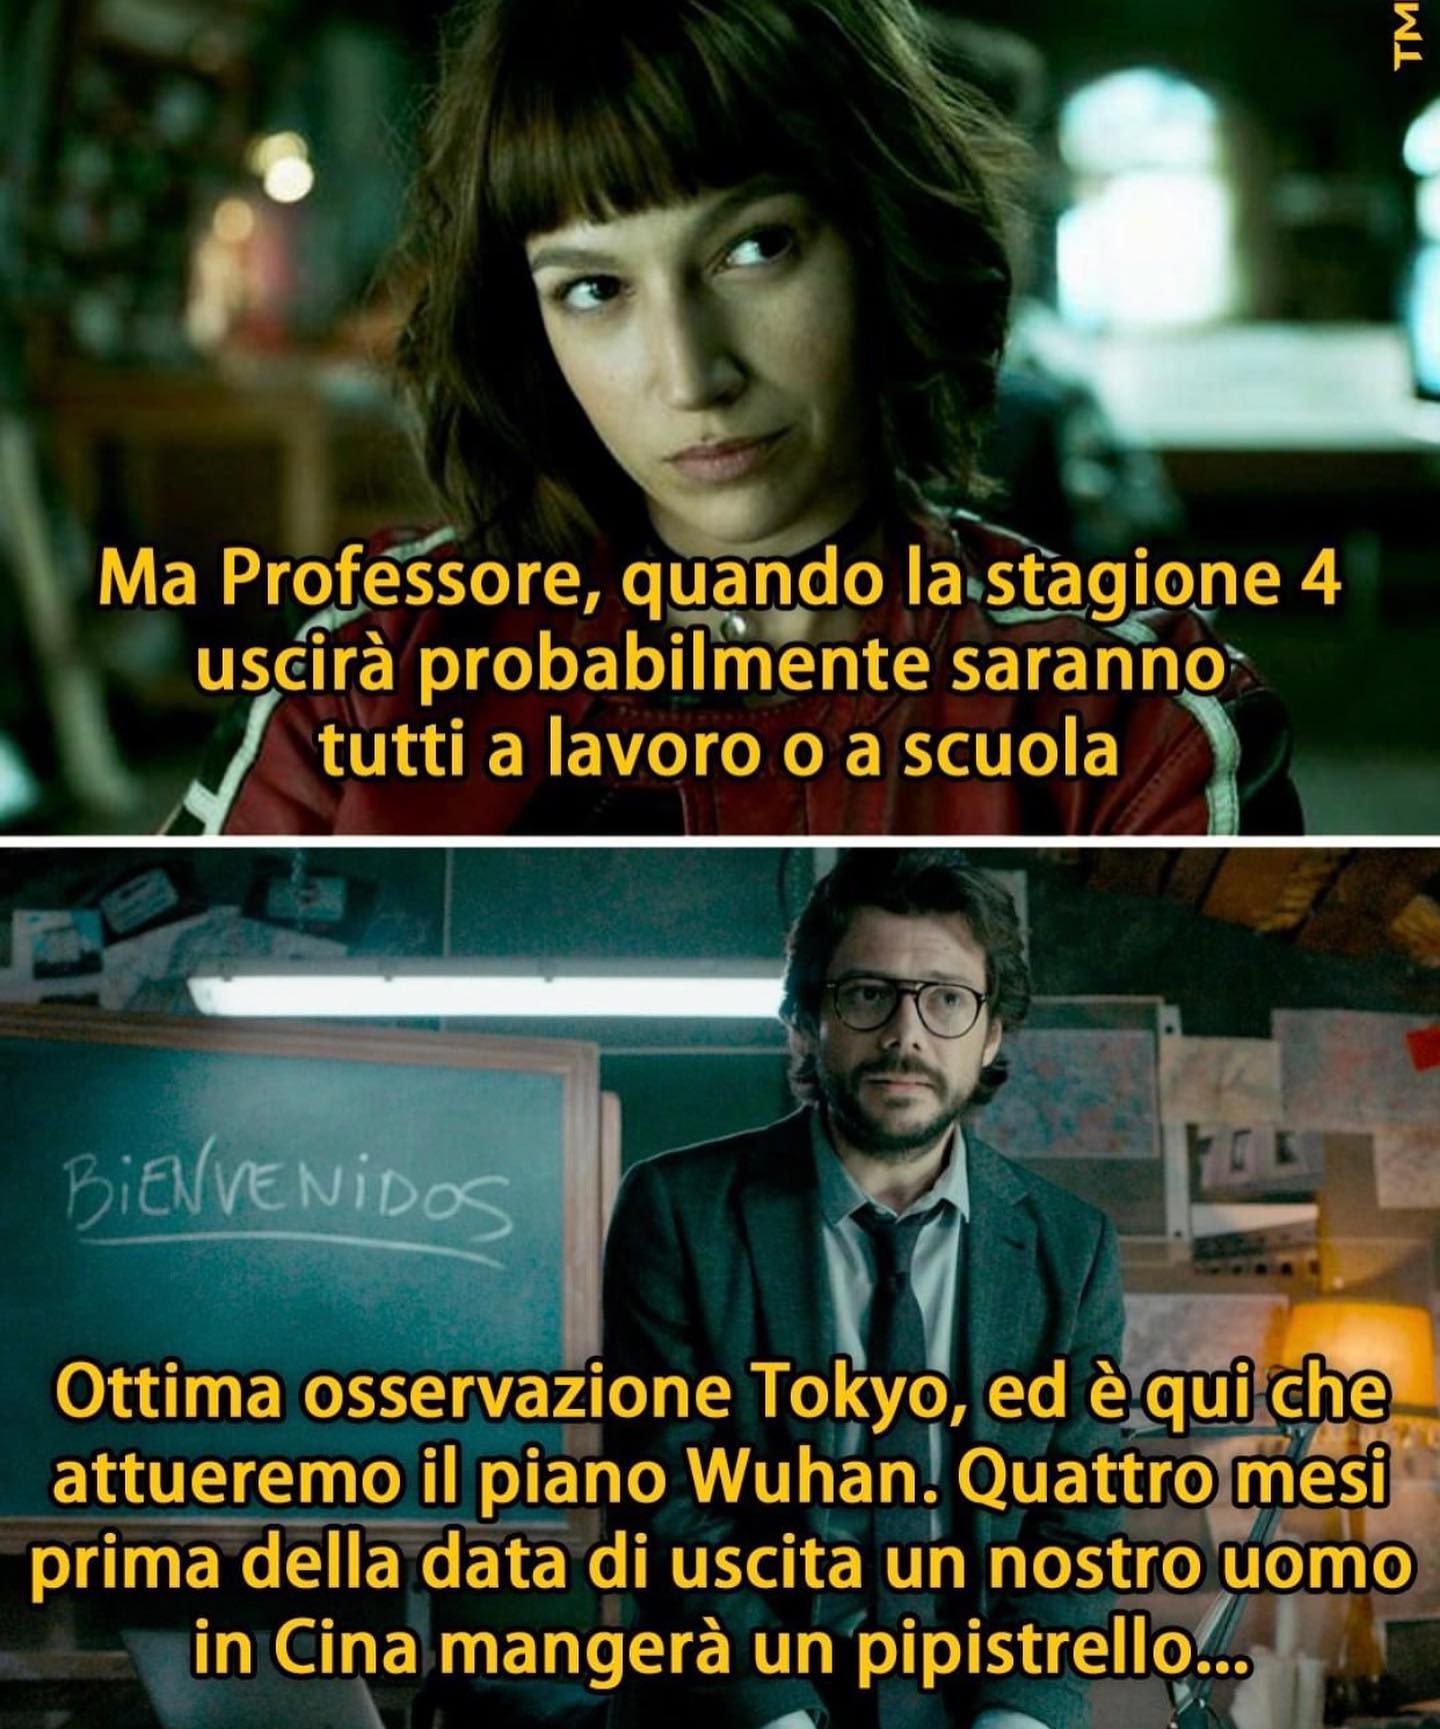 TM
Ma Professore, quando la stagione 4
uscirà probabilmente saranno
tutti a lavoro o a scuola
BiENVENiDOS
Ottima osservazione Tokyo, ed è qui che
attueremo il piano Wuhan. Quattro mesi
prima della data di uscita un nostro uomo
in Cina mangerà un pipistrello...